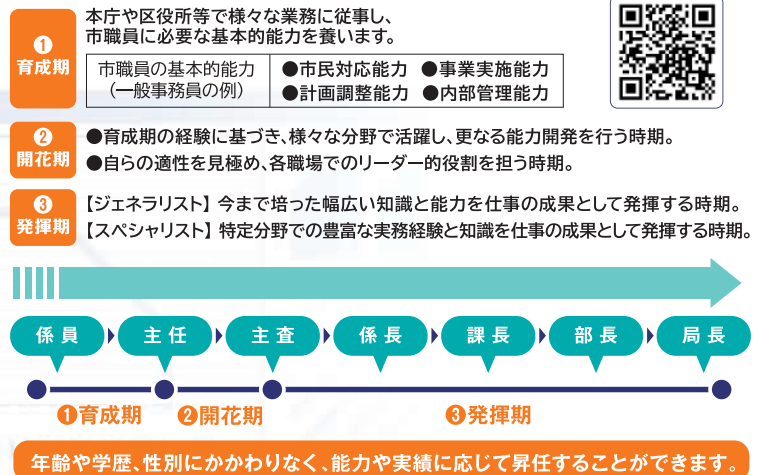 ❶
育成期
本庁や区役所等で様々な業務に従事し、
市職員に必要な基本的能力を養います。
市職員の基本的能力
（一般事務員の例）
●市民対応能力 ●事業実施能力
●計画調整能力 ●内部管理能力
❷
開花期
●育成期の経験に基づき、様々な分野で活躍し、更なる能力開発を行う時期。
●自らの適性を見極め、各職場でのリーダー的役割を担う時期。
❸
発揮期
【ジェネラリスト】今まで培った幅広い知識と能力を仕事の成果として発揮する時期。
【スペシャリスト】特定分野での豊富な実務経験と知識を仕事の成果として発揮する時期。
係員 主任 主査 係長 課長 部長 局長
❶育成期 ❷開花期 ❸発揮期
年齢や学歴、性別にかかわりなく、能力や実績に応じて昇任することができます。